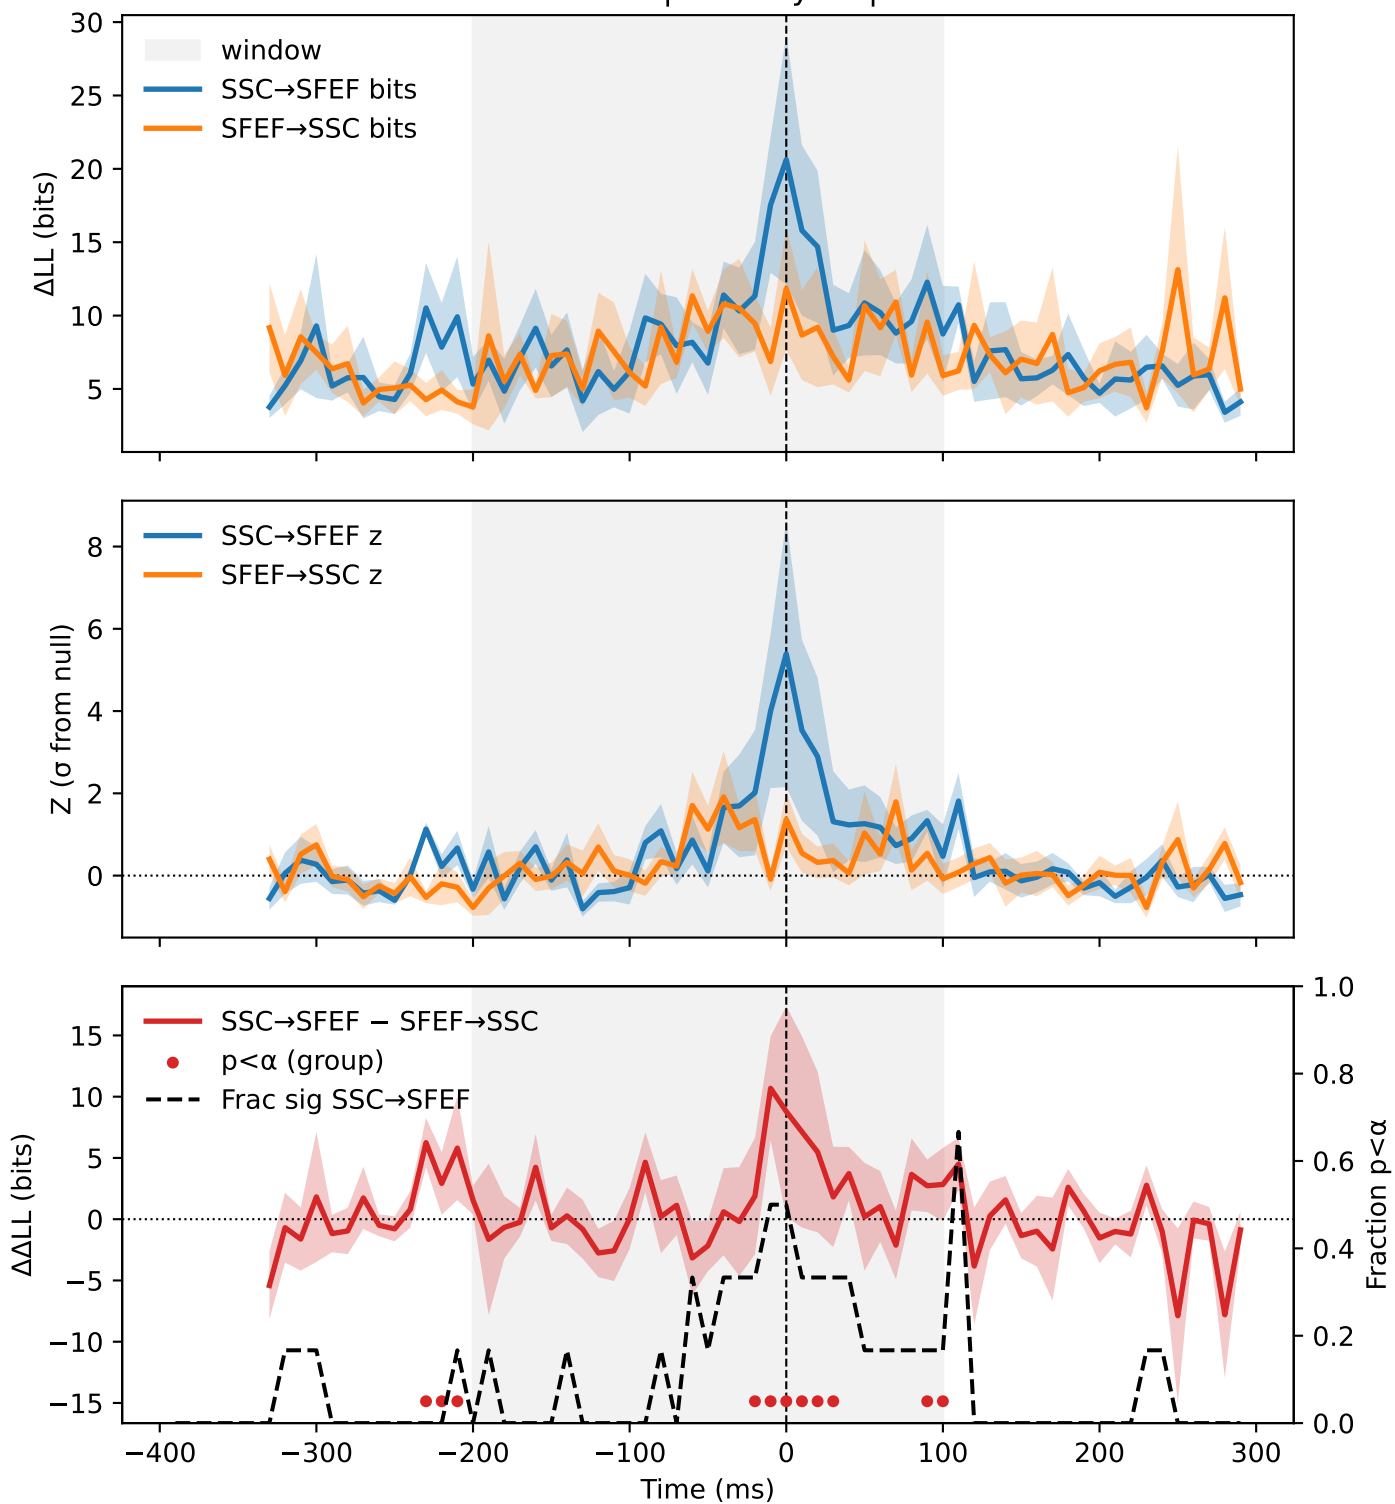 30
25
20
15
10
5
ΔLL (bits)
window
SSC→SFEF bits
SFEF→SSC bits
8
6
4
2
0
Z (σ from null)
SSC→SFEF z
SFEF→SSC z
15
10
5
0
−5
−10
−15
ΔΔLL (bits)
SSC→SFEF − SFEF→SSC
p<α (group)
Frac sig SSC→SFEF
1.0
0.8
0.6
0.4
0.2
0.0
Fraction p<α
−400 −300 −200 −100 0 100 200 300
Time (ms)